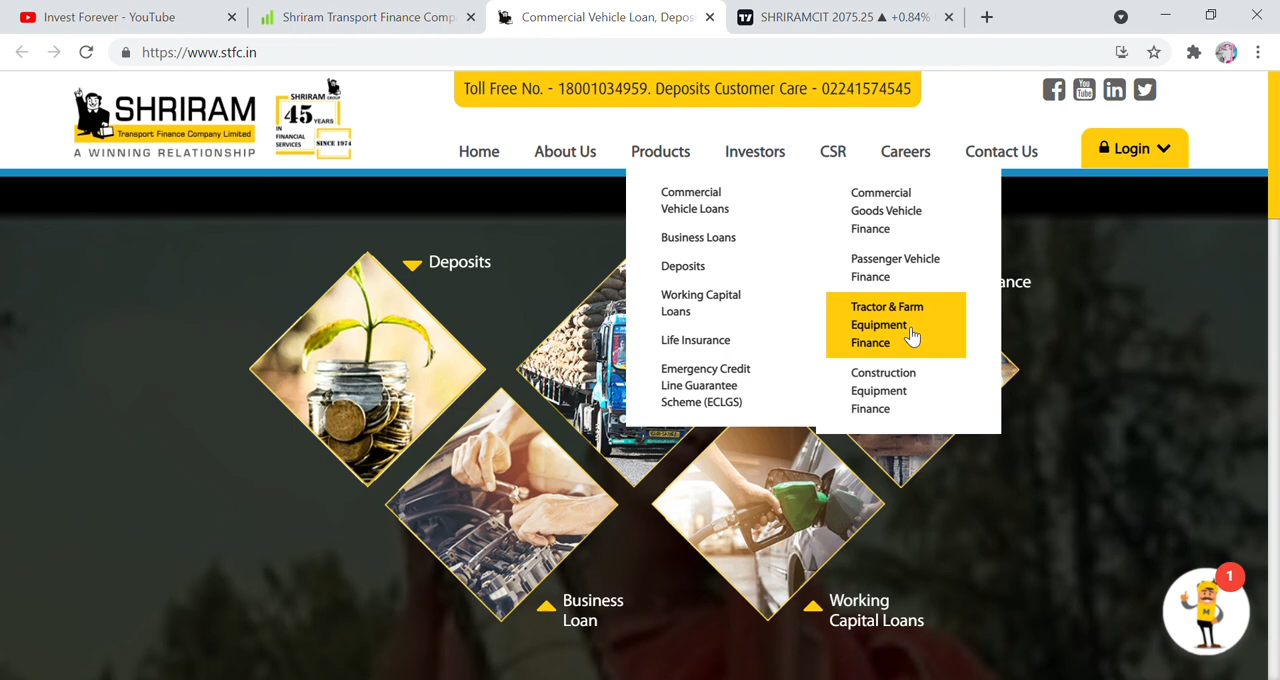 Invest Forever - YouTube
Shriram Transport Finance Comp
Commercial Vehicle Loan, Depos
SHRIRAMCIT 2075.25 ▲ +0.84%
https://www.stfc.in
SHRIRAM
Transport Finance Company Limited
A WINNING RELATIONSHIP
SHRIRAM GROUP
45 YEARS
IN FINANCIAL SERVICES
SINCE 1974
Toll Free No. - 18001034959. Deposits Customer Care - 02241574545
You Tube
Home
About Us
Products
Investors
CSR
Careers
Contact Us
Login
Commercial
Vehicle Loans
Business Loans
Deposits
Working Capital
Loans
Life Insurance
Emergency Credit
Line Guarantee
Scheme (ECLGS)
Commercial
Goods Vehicle
Finance
Passenger Vehicle
Finance
Tractor & Farm
Equipment
Finance
Construction
Equipment
Finance
Deposits
ance
Business
Loan
Working
Capital Loans
1
M